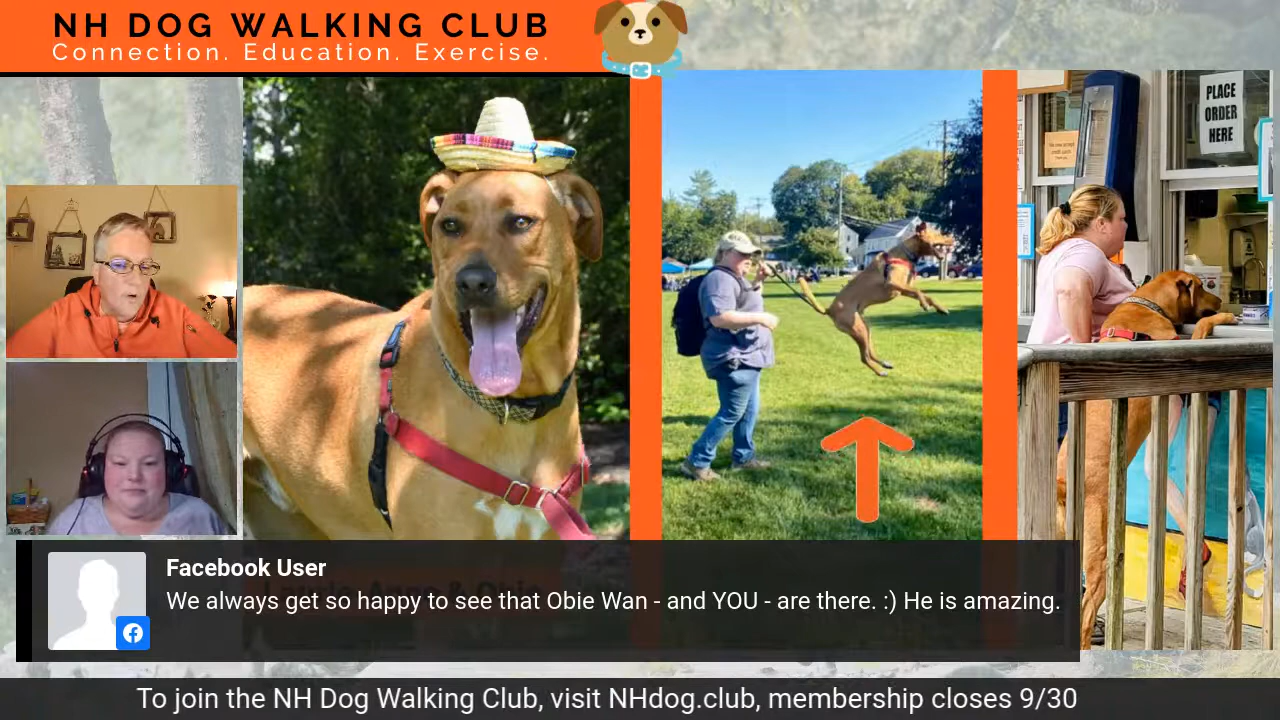 NH DOG WALKING CLUB
Connection. Education. Exercise.
PLACE
ORDER
HERE
Facebook User
We always get so happy to see that Obie Wan - and YOU - are there. :) He is amazing.
To join the NH Dog Walking Club, visit NHdog.club, membership closes 9/30